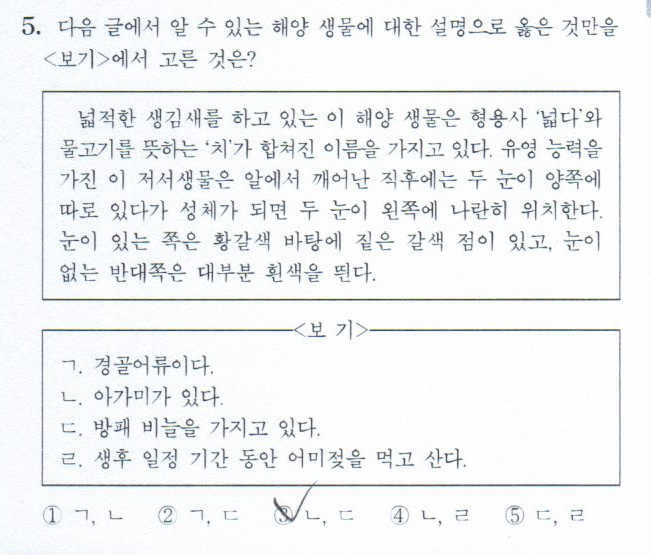 5. 다음 글에서 알 수 있는 해양 생물에 대한 설명으로 옳은 것만을
<보기>에서 고른 것은?
넓적한 생김새를 하고 있는 이 해양 생물은 형용사 ‘넓다’와
물고기를 뜻하는 ‘치’가 합쳐진 이름을 가지고 있다. 유영 능력을
가진 이 저서생물은 알에서 깨어난 직후에는 두 눈이 양쪽에
따로 있다가 성체가 되면 두 눈이 왼쪽에 나란히 위치한다.
눈이 있는 쪽은 황갈색 바탕에 짙은 갈색 점이 있고, 눈이
없는 반대쪽은 대부분 흰색을 띈다.
<보 기>
ㄱ. 경골어류이다.
ㄴ. 아가미가 있다.
ㄷ. 방패 비늘을 가지고 있다.
ㄹ. 생후 일정 기간 동안 어미젖을 먹고 산다.
① ㄱ, ㄴ ② ㄱ, ㄷ ③ ㄴ, ㄷ ④ ㄴ, ㄹ ⑤ ㄷ, ㄹ